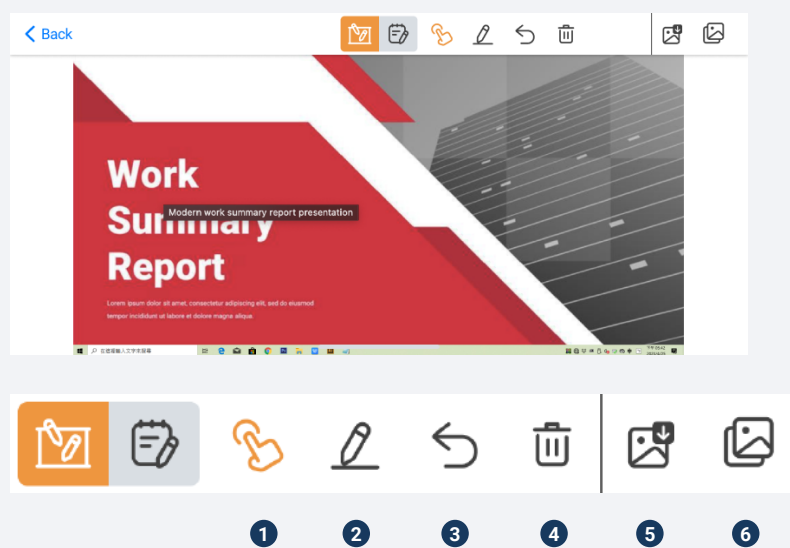 Back
Work
Summary
Modern work summary report presentation
Report
Lorem ipsum dolor sit amet, consectetur adipiscing elit, sed do eiusmod
tempor incididunt ut labore et dolore magna aliqua.
1 2 3 4 5 6